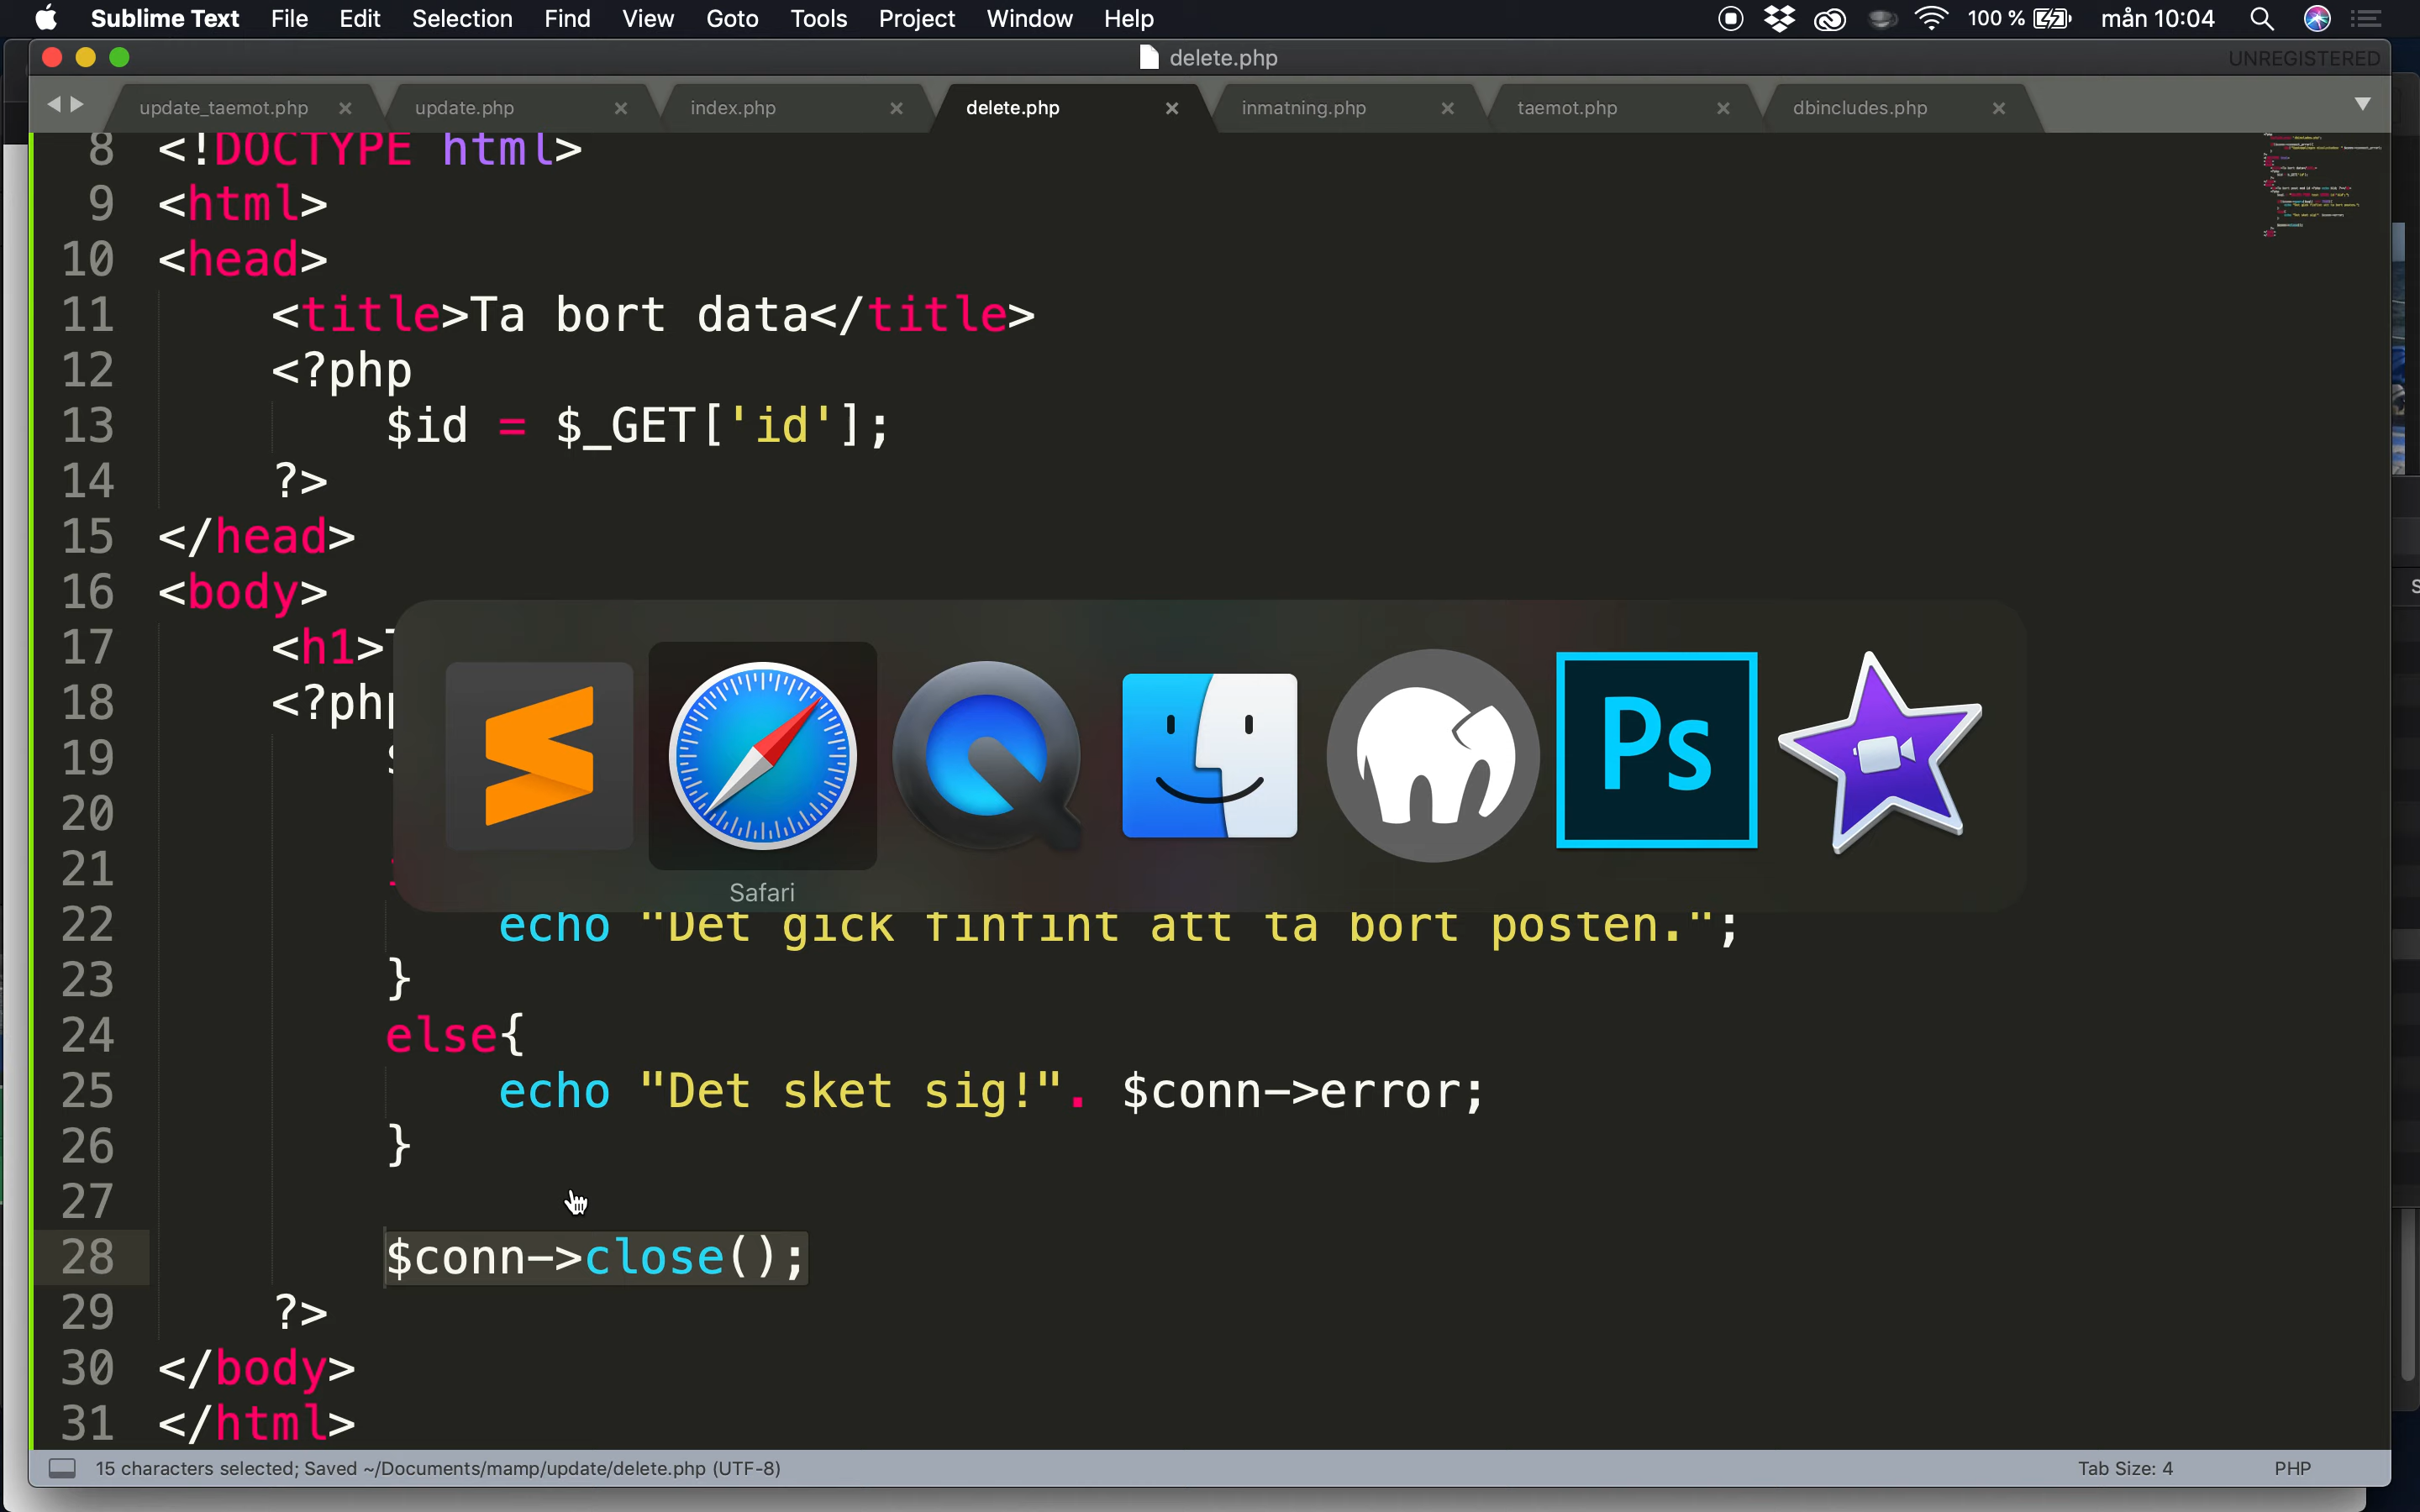 Sublime Text File Edit Selection Find View Goto Tools Project Window Help 100 % mån 10:04
delete.php UNREGISTERED
update_taemot.php update.php index.php delete.php inmatning.php taemot.php dbincludes.php
8 <!DOCTYPE html>
9 <html>
10 <head>
11 <title>Ta bort data</title>
12 <?php
13 $id = $_GET['id'];
14 ?>
15 </head>
16 <body>
17 <h1>
18 <?php
19
20
21
Ps
Safari
22 echo "Det gick finfint att ta bort posten.";
23 }
24 else{
25 echo "Det sket sig!". $conn->error;
26 }
27
28 $conn->close();
29 ?>
30 </body>
31 </html>
15 characters selected; Saved ~/Documents/mamp/update/delete.php (UTF-8) Tab Size: 4 PHP